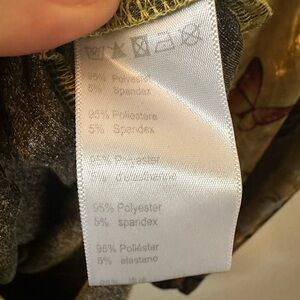 95% Polyester
5% Spandex
95% Poliestere
5% Spandex
95% Polyester
5% d'elasthanne
95% Polyester
5% spandex
95% Poliéster
5% elastano